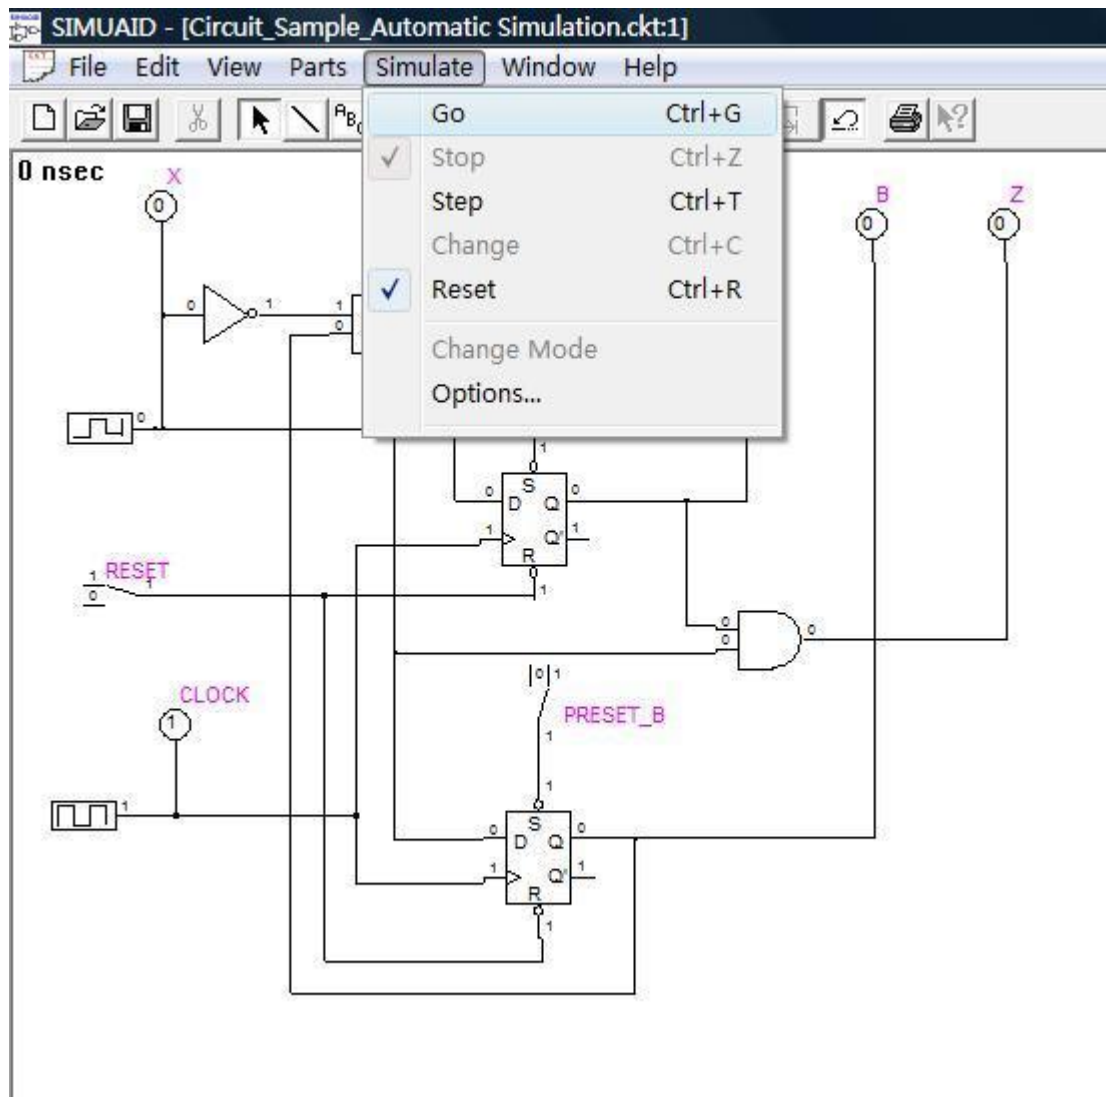 SIMUAID - [Circuit_Sample_Automatic Simulation.ckt:1]
File Edit View Parts Simulate Window Help
Go Ctrl+G
Stop Ctrl+Z
Step Ctrl+T
Change Ctrl+C
Reset Ctrl+R
Change Mode
Options...
0 nsec
X
0
B
0
Z
0
0 1
1
0
0
1
S
0 D Q 0
1 Q' 1
R
1
1 RESET 1
0
0
0
0
0 1
CLOCK
1
PRESET_B
1
1
1
S
0 D Q 0
1 Q' 1
R
1